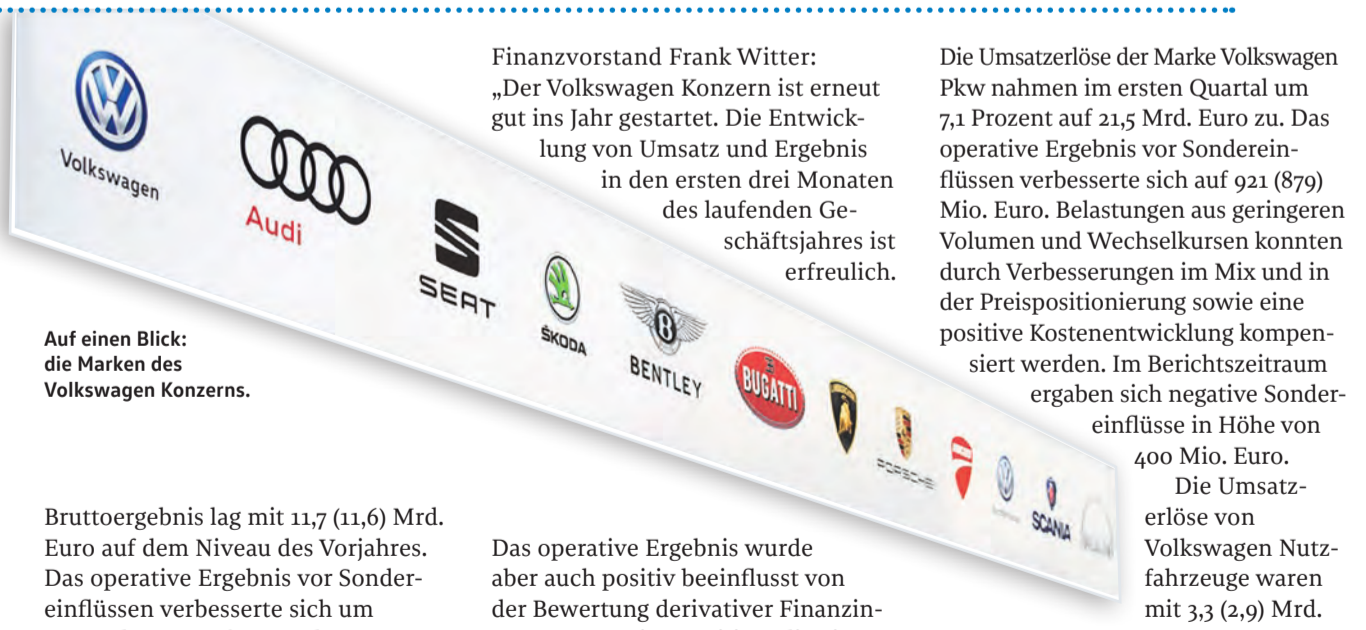 Volkswagen
Audi
SEAT
ŠKODA
BENTLEY
BUGATTI
PORSCHE
SCANIA
Auf einen Blick:
die Marken des
Volkswagen Konzerns.
Bruttoergebnis lag mit 11,7 (11,6) Mrd.
Euro auf dem Niveau des Vorjahres.
Das operative Ergebnis vor Sonder-
einflüssen verbesserte sich um
Finanzvorstand Frank Witter:
„Der Volkswagen Konzern ist erneut
gut ins Jahr gestartet. Die Entwick-
lung von Umsatz und Ergebnis
in den ersten drei Monaten
des laufenden Ge-
schäftsjahres ist
erfreulich.
Das operative Ergebnis wurde
aber auch positiv beeinflusst von
der Bewertung derivativer Finanzin-
Die Umsatzerlöse der Marke Volkswagen
Pkw nahmen im ersten Quartal um
7,1 Prozent auf 21,5 Mrd. Euro zu. Das
operative Ergebnis vor Sonderein-
flüssen verbesserte sich auf 921 (879)
Mio. Euro. Belastungen aus geringeren
Volumen und Wechselkursen konnten
durch Verbesserungen im Mix und in
der Preispositionierung sowie eine
positive Kostenentwicklung kompen-
siert werden. Im Berichtszeitraum
ergaben sich negative Sonder-
einflüsse in Höhe von
400 Mio. Euro.
Die Umsatz-
erlöse von
Volkswagen Nutz-
fahrzeuge waren
mit 3,3 (2,9) Mrd.